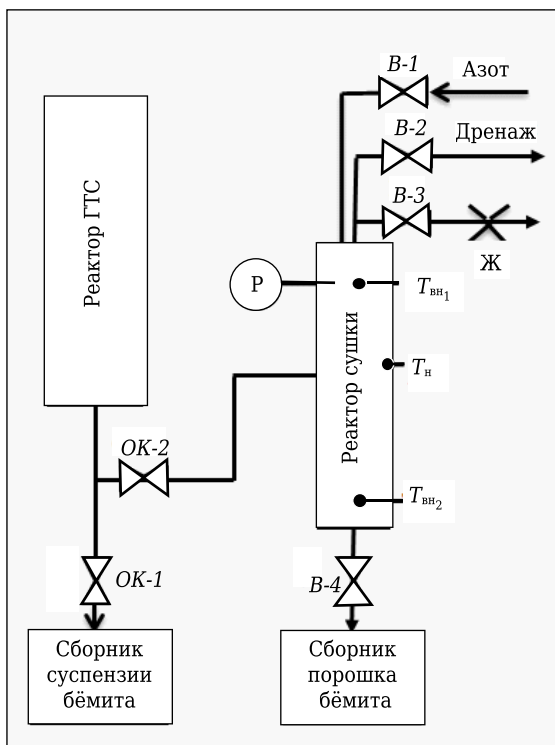 В-1
Азот
В-2
Дренаж
В-3
Ж
Реактор ГТС
P
Tвн1
Реактор сушки
Tн
ОК-2
Tвн2
ОК-1
В-4
Сборник
суспензии
бёмита
Сборник
порошка
бёмита